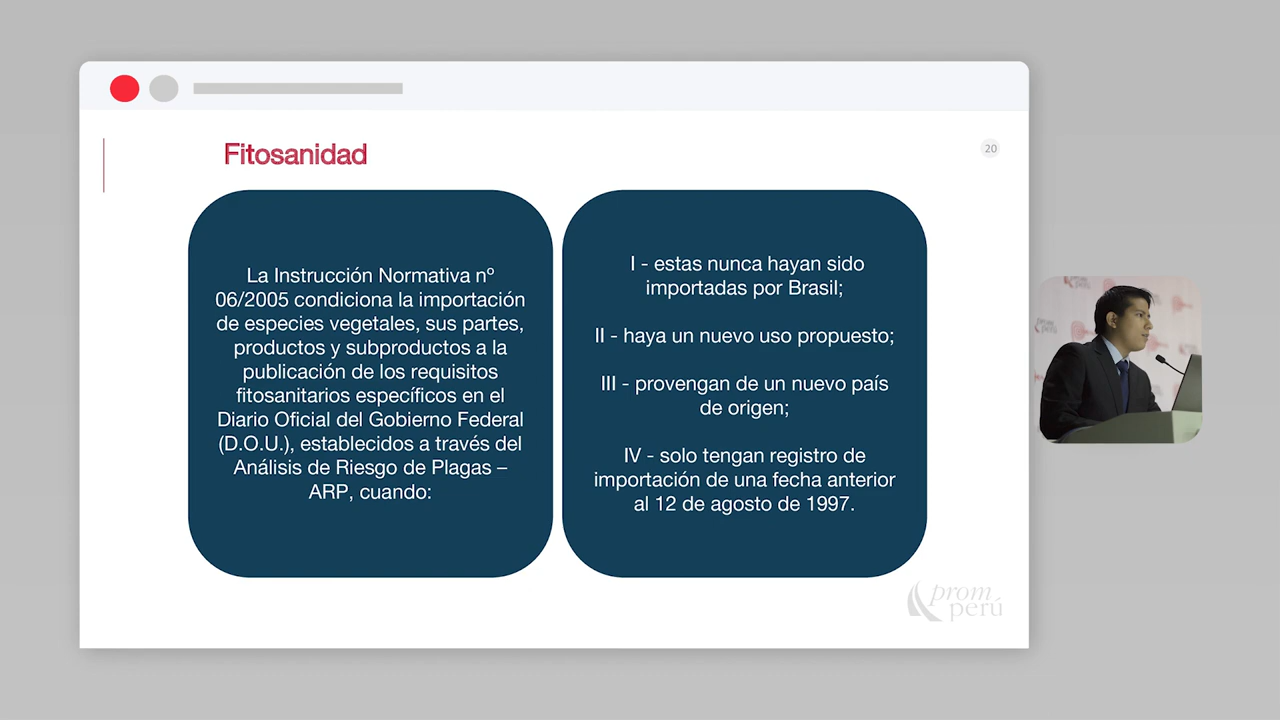 Fitosanidad
20
La Instrucción Normativa nº
06/2005 condiciona la importación
de especies vegetales, sus partes,
productos y subproductos a la
publicación de los requisitos
fitosanitarios específicos en el
Diario Oficial del Gobierno Federal
(D.O.U.), establecidos a través del
Análisis de Riesgo de Plagas –
ARP, cuando:
I - estas nunca hayan sido
importadas por Brasil;
II - haya un nuevo uso propuesto;
III - provengan de un nuevo país
de origen;
IV - solo tengan registro de
importación de una fecha anterior
al 12 de agosto de 1997.
prom
perú